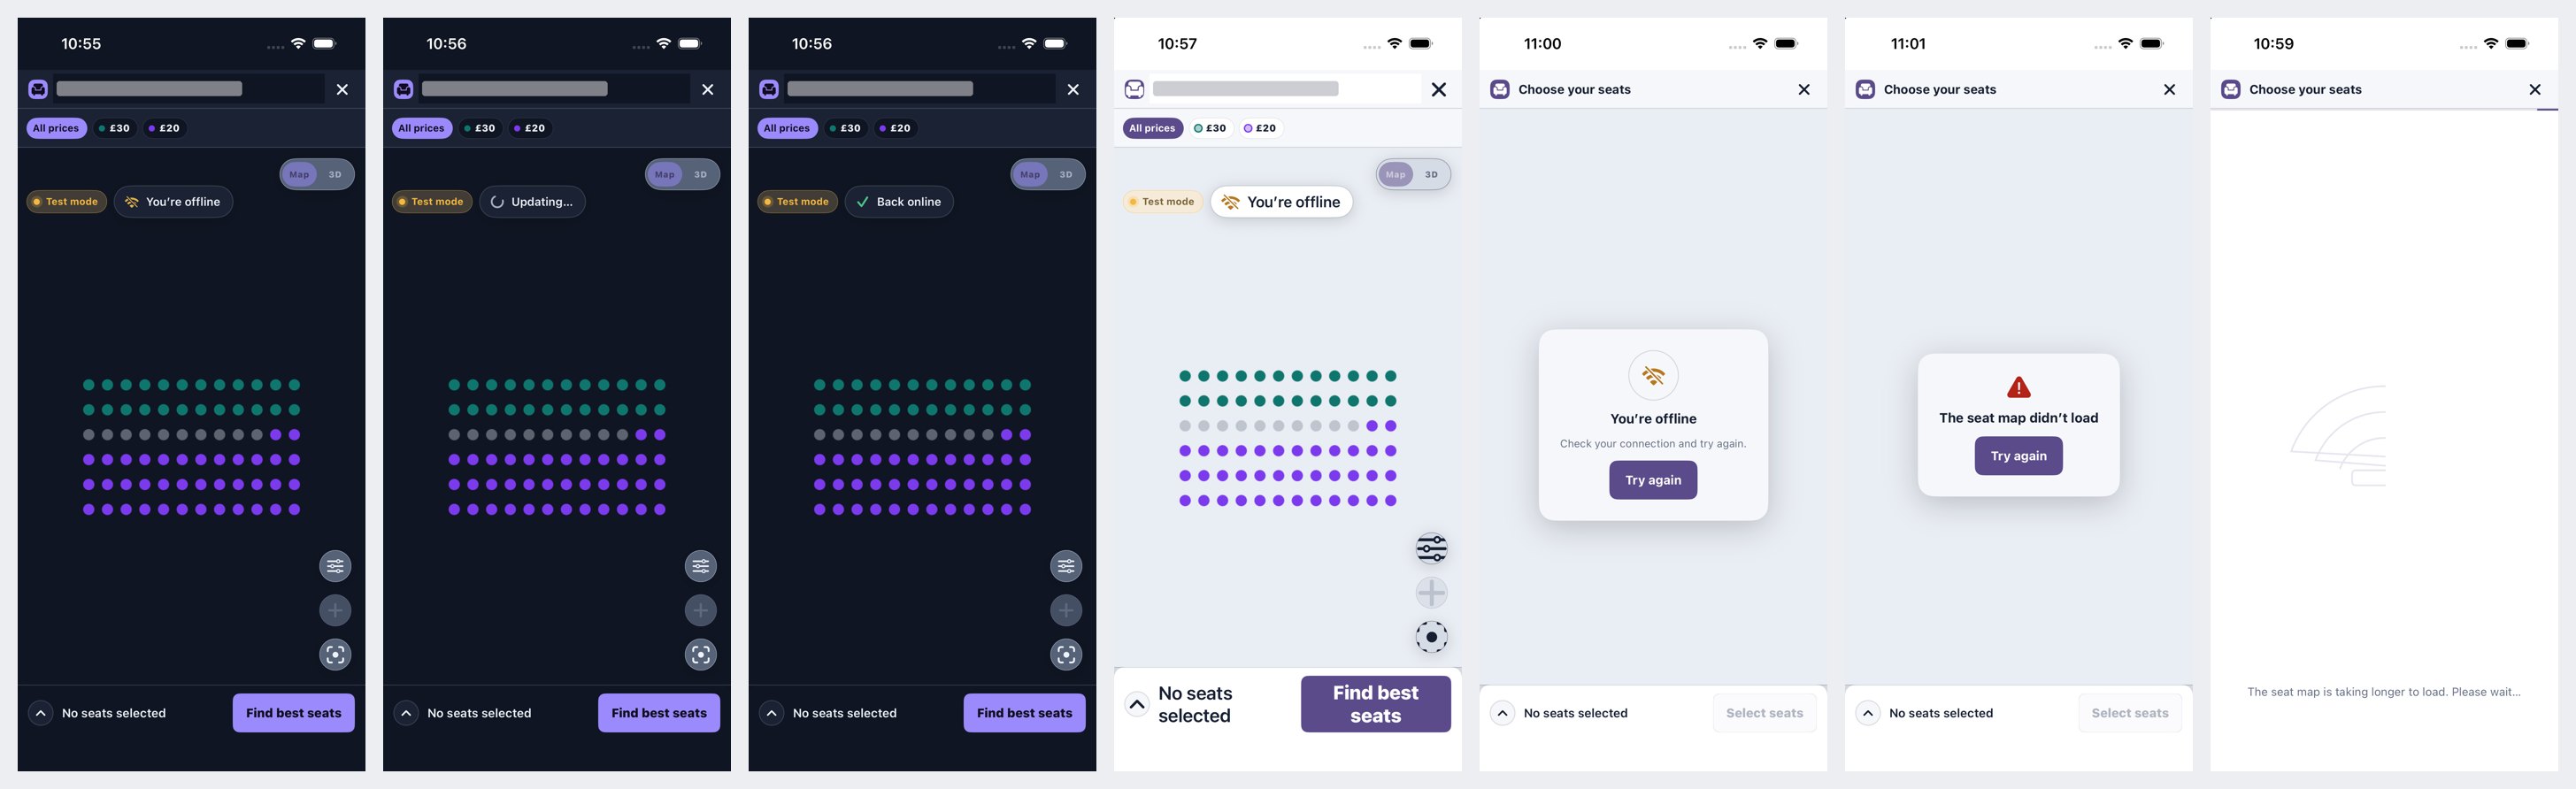 10:55
All prices £30 £20
Map 3D
Test mode You're offline
No seats selected Find best seats
10:56
All prices £30 £20
Map 3D
Test mode Updating...
No seats selected Find best seats
10:56
All prices £30 £20
Map 3D
Test mode Back online
No seats selected Find best seats
10:57
All prices £30 £20
Map 3D
Test mode You're offline
No seats
selected
Find best
seats
11:00
Choose your seats
You're offline
Check your connection and try again.
Try again
No seats selected Select seats
11:01
Choose your seats
The seat map didn't load
Try again
No seats selected Select seats
10:59
Choose your seats
The seat map is taking longer to load. Please wait...